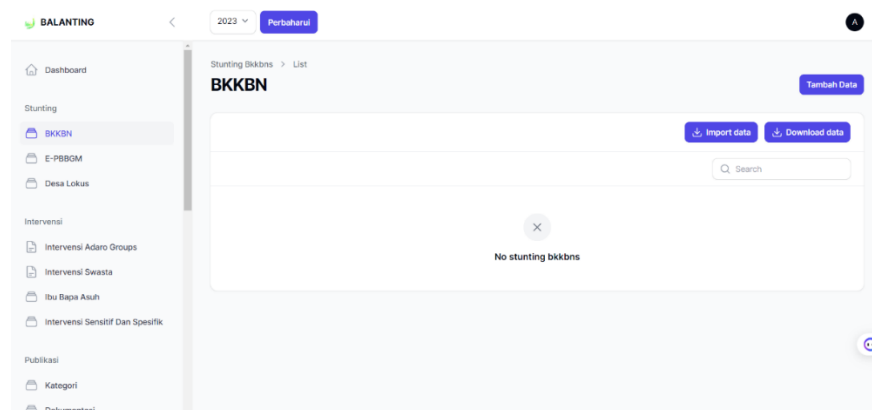 BALANTING
2023
Perbaharui
A
Dashboard
Stunting
BKKBN
E-PBBGM
Desa Lokus
Intervensi
Intervensi Adaro Groups
Intervensi Swasta
Ibu Bapa Asuh
Intervensi Sensitif Dan Spesifik
Publikasi
Kategori
Dokumentasi
Stunting Bkkbns > List
BKKBN
Tambah Data
Import data
Download data
Search
No stunting bkkbns